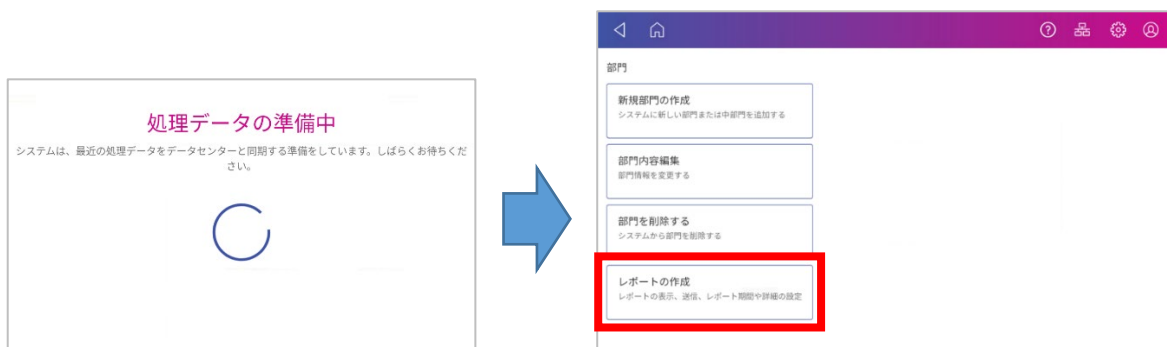 処理データの準備中
システムは、最近の処理データをデータセンターと同期する準備をしています。しばらくお待ちくだ
さい。
部門
新規部門の作成
システムに新しい部門または中部門を追加する
部門内容編集
部門情報を変更する
部門を削除する
システムから部門を削除する
レポートの作成
レポートの表示、送信、レポート期間や詳細の設定